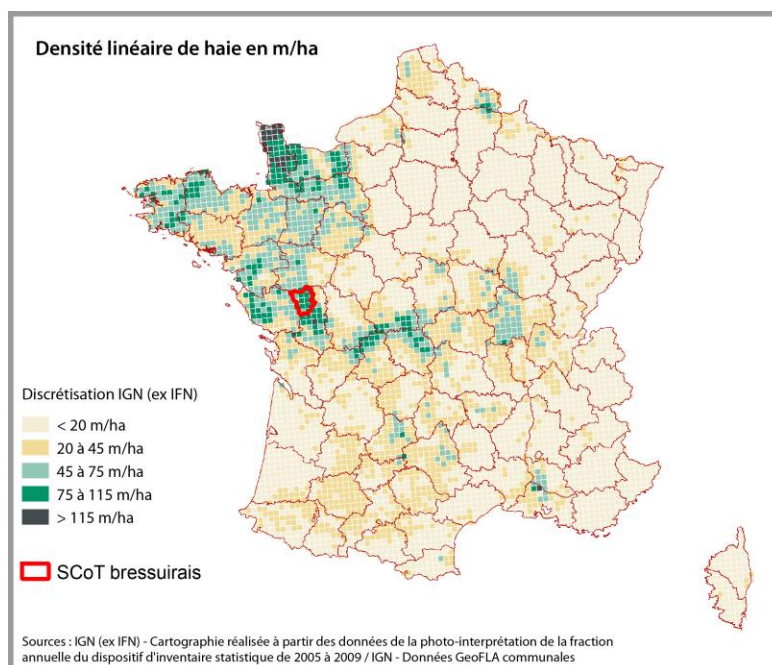 Densité linéaire de haie en m/ha
Discrétisation IGN (ex IFN)
< 20 m/ha
20 à 45 m/ha
45 à 75 m/ha
75 à 115 m/ha
> 115 m/ha
SCoT bressuirais
Sources : IGN (ex IFN) - Cartographie réalisée à partir des données de la photo-interprétation de la fraction
annuelle du dispositif d'inventaire statistique de 2005 à 2009 / IGN - Données GeoFLA communales